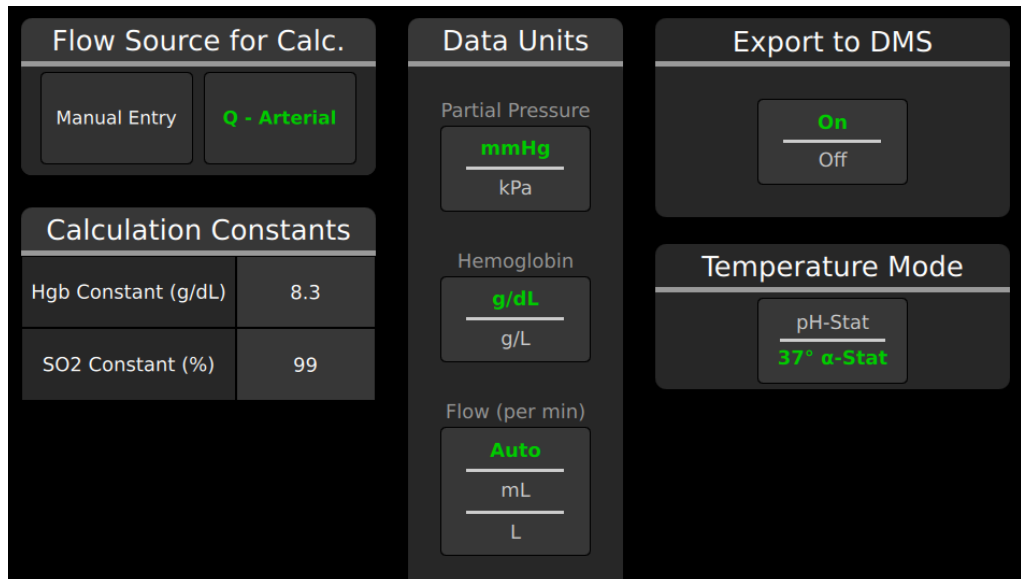 Flow Source for Calc.
Manual Entry
Q - Arterial
Calculation Constants
Hgb Constant (g/dL)
8.3
SO2 Constant (%)
99
Data Units
Partial Pressure
mmHg
kPa
Hemoglobin
g/dL
g/L
Flow (per min)
Auto
mL
L
Export to DMS
On
Off
Temperature Mode
pH-Stat
37° α-Stat